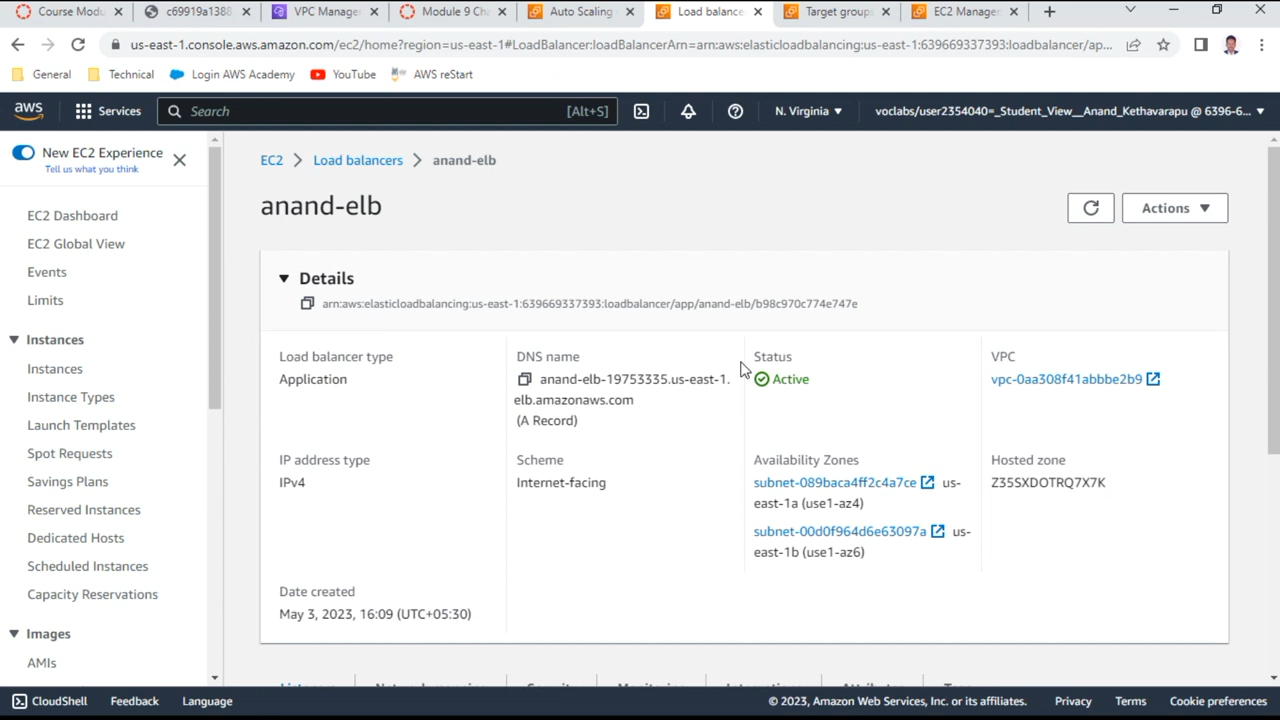 Course Modu
c69919a1388
VPC Manage
Module 9 Cha
Auto Scaling
Load balance
Target groups
EC2 Manage
us-east-1.console.aws.amazon.com/ec2/home?region=us-east-1#LoadBalancer:loadBalancerArn=arn:aws:elasticloadbalancing:us-east-1:639669337393:loadbalancer/ap...
General
Technical
Login AWS Academy
YouTube
AWS reStart
aws
Services
Search
[Alt+S]
N. Virginia
voclabs/user2354040=_Student_View__Anand_Kethavarapu @ 6396-6...
New EC2 Experience
Tell us what you think
EC2 Dashboard
EC2 Global View
Events
Limits
Instances
Instances
Instance Types
Launch Templates
Spot Requests
Savings Plans
Reserved Instances
Dedicated Hosts
Scheduled Instances
Capacity Reservations
Images
AMIs
EC2 > Load balancers > anand-elb
anand-elb
Actions
Details
arn:aws:elasticloadbalancing:us-east-1:639669337393:loadbalancer/app/anand-elb/b98c970c774e747e
Load balancer type
Application
DNS name
anand-elb-19753335.us-east-1.
elb.amazonaws.com
(A Record)
Status
Active
VPC
vpc-0aa308f41abbbe2b9
IP address type
IPv4
Scheme
Internet-facing
Availability Zones
subnet-089baca4ff2c4a7ce us-
east-1a (use1-az4)
subnet-00d0f964d6e63097a us-
east-1b (use1-az6)
Hosted zone
Z35SXDOTRQ7X7K
Date created
May 3, 2023, 16:09 (UTC+05:30)
CloudShell
Feedback
Language
© 2023, Amazon Web Services, Inc. or its affiliates.
Privacy
Terms
Cookie preferences